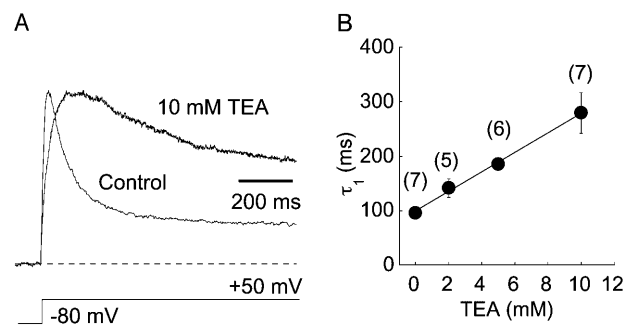 A
10 mM TEA
Control
200 ms
+50 mV
-80 mV
B
400
300
200
100
0
τ1 (ms)
(7)
(5)
(6)
(7)
0 2 4 6 8 10 12
TEA (mM)